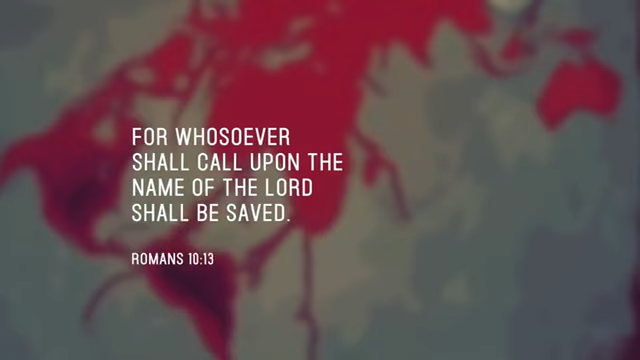 FOR WHOSOEVER
SHALL CALL UPON THE
NAME OF THE LORD
SHALL BE SAVED.
ROMANS 10:13